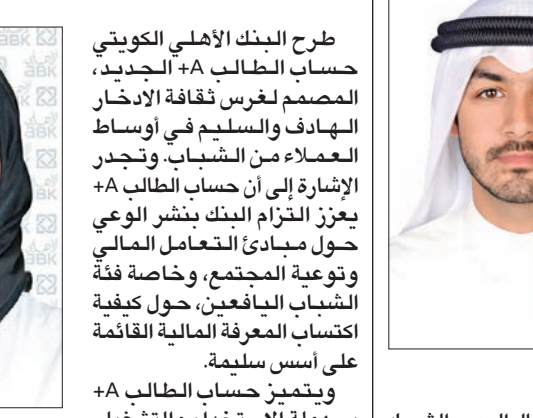 طرح البنك الأهلي الكويتي
حساب الطالب A+ الجديد،
المصمم لغرس ثقافة الادخار
الهادف والسليم في أوساط
العملاء من الشباب. وتجدر
الإشارة إلى أن حساب الطالب A+
يعزز التزام البنك بنشر الوعي
حول مبادئ التعامل المالي
وتوعية المجتمع، وخاصة فئة
الشباب اليافعين، حول كيفية
اكتساب المعرفة المالية القائمة
على أسس سليمة.
ويتميز حساب الطالب A+